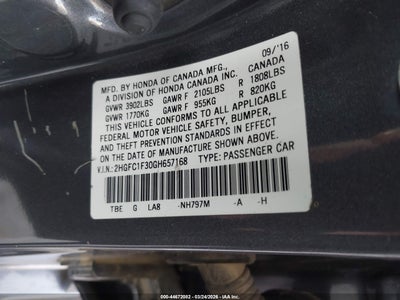 09/'16
MFD. BY HONDA OF CANADA MFG., CANADA
A DIVISION OF HONDA CANADA INC.
GVWR 3902LBS GAWR F 2105LBS R 1808LBS
GVWR 1770KG GAWR F 955KG R 820KG
THIS VEHICLE CONFORMS TO ALL APPLICABLE
FEDERAL MOTOR VEHICLE SAFETY, BUMPER,
AND THEFT PREVENTION STANDARDS IN EFFECT
ON THE DATE OF MANUFACTURE SHOWN ABOVE.
V.I.N.: 2HGFC1F30GH657168 TYPE: PASSENGER CAR
TBE G LA8 -NH797M -A -H
000-44672082 - 03/24/2026 - IAAI.COM